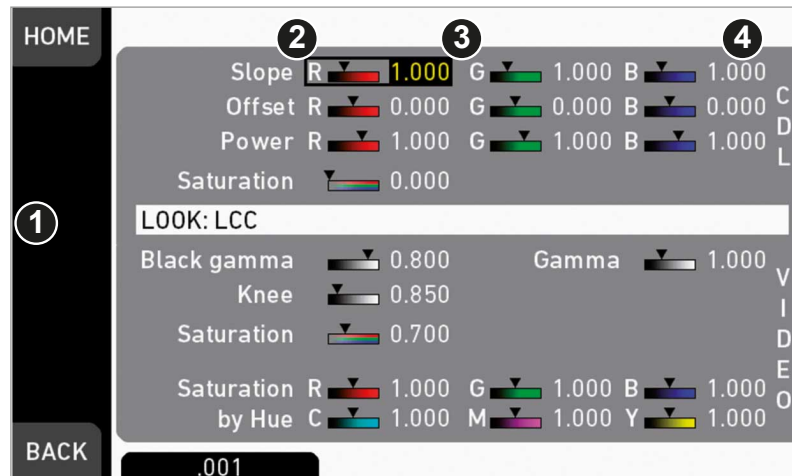 HOME
2 3 4
Slope R 1.000 G 1.000 B 1.000
Offset R 0.000 G 0.000 B 0.000
Power R 1.000 G 1.000 B 1.000
CDL
Saturation 0.000
1
LOOK: LCC
Black gamma 0.800 Gamma 1.000
Knee 0.850
Saturation 0.700
VIDEO
Saturation R 1.000 G 1.000 B 1.000
by Hue C 1.000 M 1.000 Y 1.000
BACK
.001